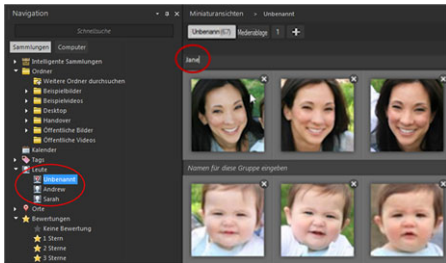 Navigation
Schnellsuche
Sammlungen Computer
Intelligente Sammlungen
Ordner
Weitere Ordner durchsuchen
Beispielbilder
Beispielvideos
Desktop
Handover
Öffentliche Bilder
Öffentliche Videos
Kalender
Tags
Leute
Unbenannt
Andrew
Sarah
Orte
Bewertungen
Keine Bewertung
1 Stern
2 Sterne
3 Sterne
Miniaturansichten > Unbenannt
Unbenann (67) Medienablage 1 +
Jane
Namen für diese Gruppe eingeben